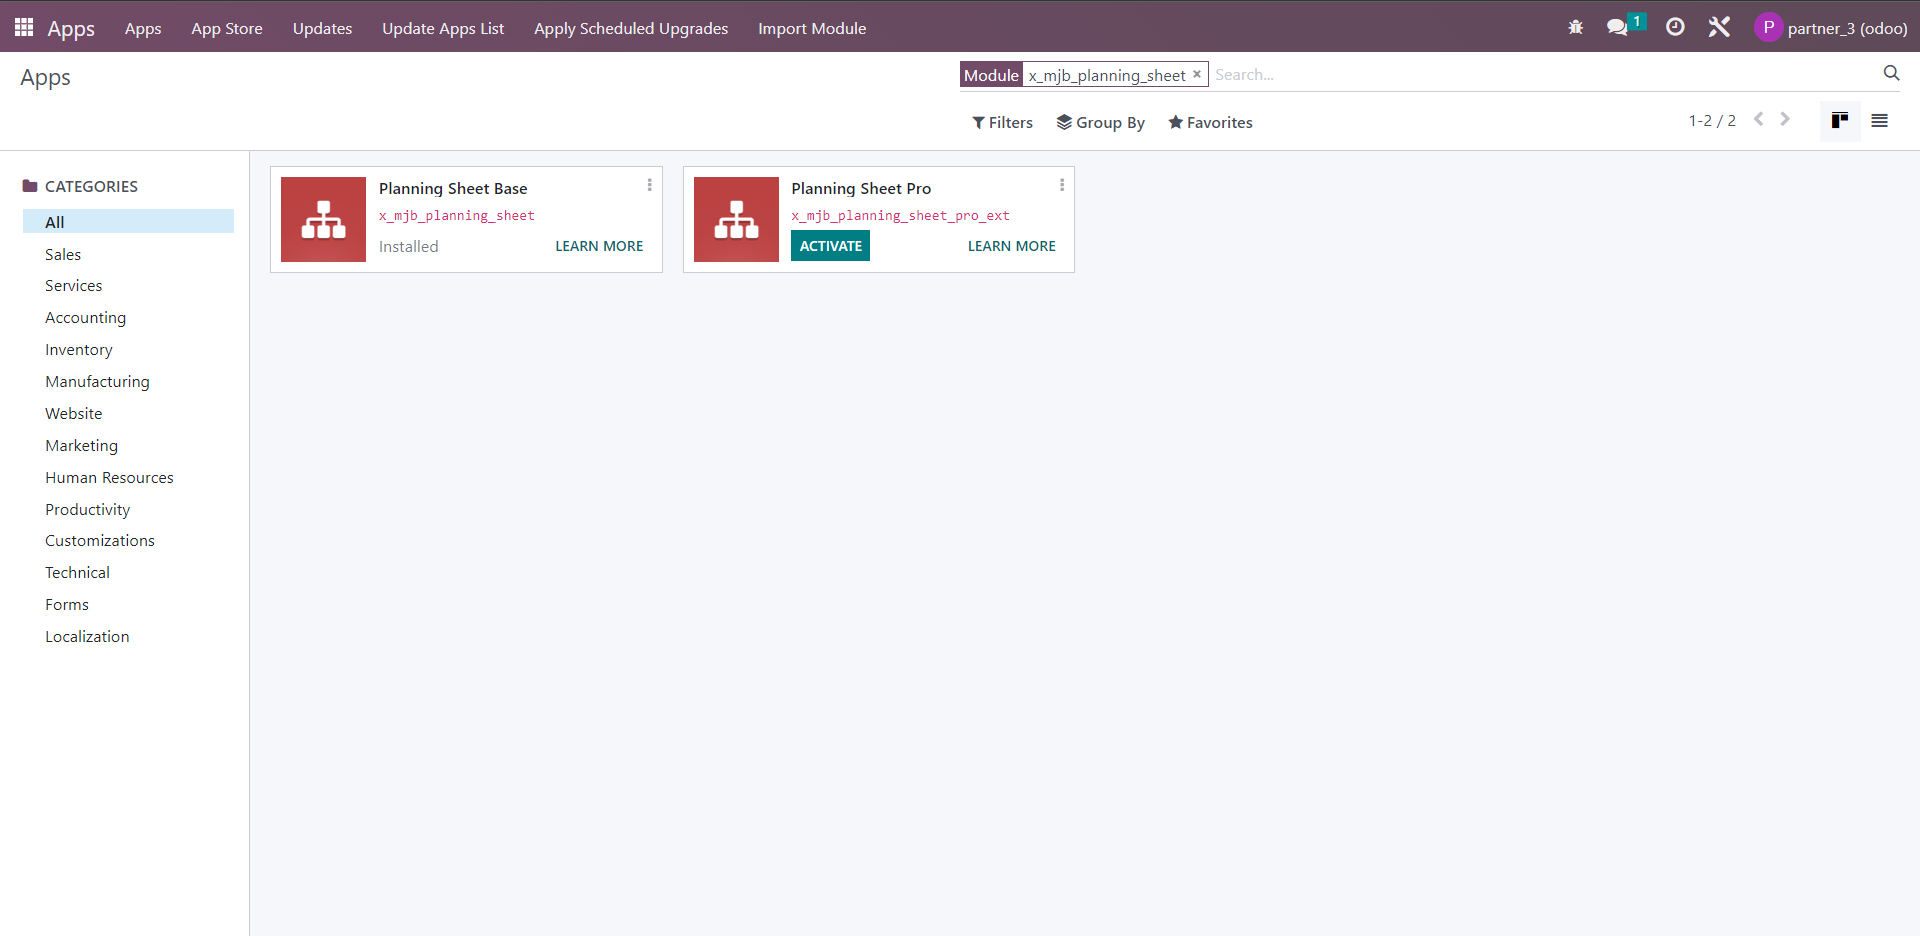 Apps Apps App Store Updates Update Apps List Apply Scheduled Upgrades Import Module 1 P partner_3 (odoo)
Apps
Module x_mjb_planning_sheet × Search...
Filters Group By Favorites 1-2 / 2
CATEGORIES
All
Sales
Services
Accounting
Inventory
Manufacturing
Website
Marketing
Human Resources
Productivity
Customizations
Technical
Forms
Localization
Planning Sheet Base
x_mjb_planning_sheet
Installed LEARN MORE
Planning Sheet Pro
x_mjb_planning_sheet_pro_ext
ACTIVATE LEARN MORE